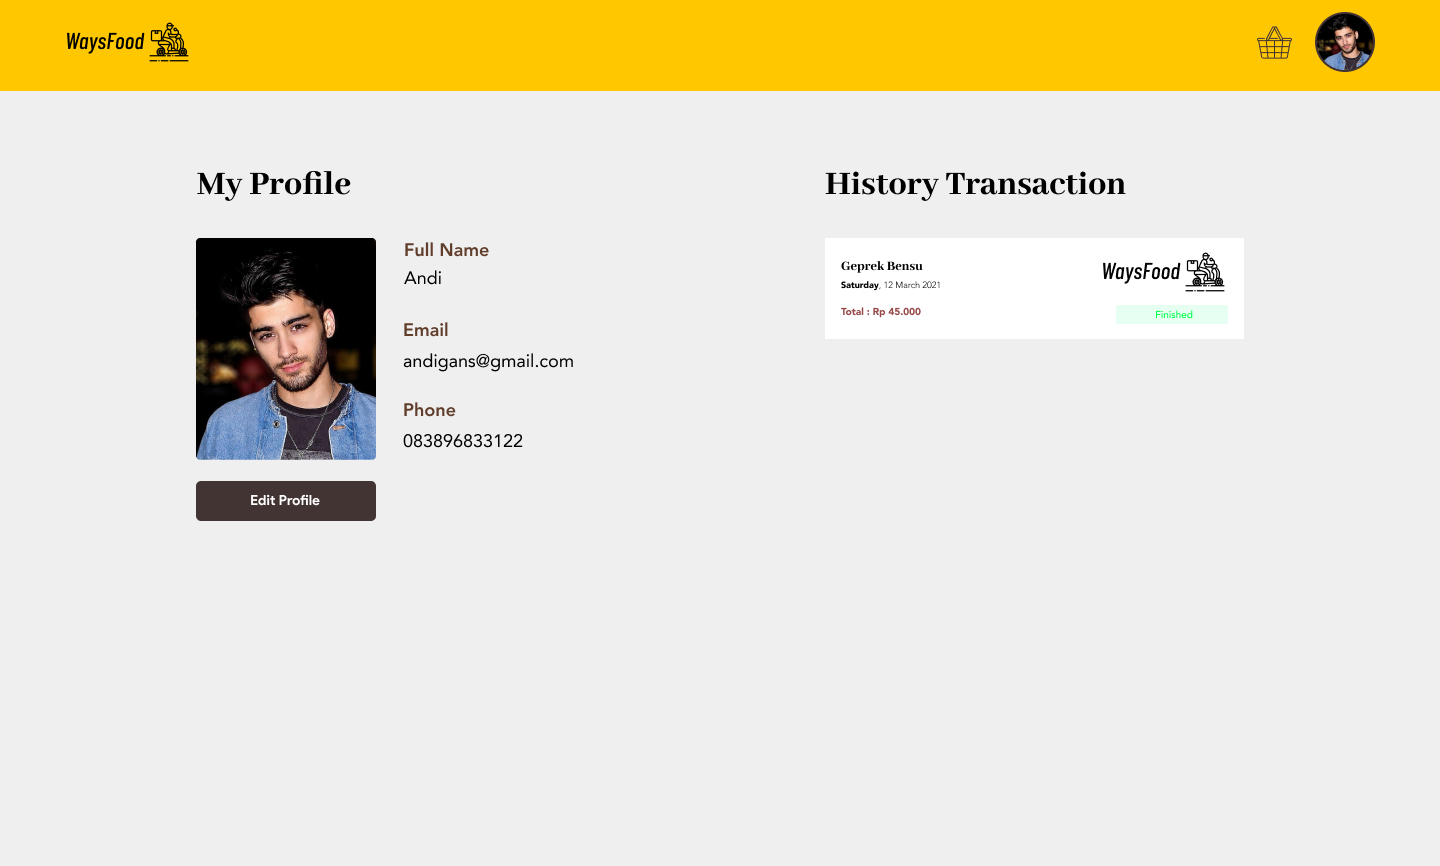 WaysFood
My Profile
Full Name
Andi
Email
andigans@gmail.com
Phone
083896833122
Edit Profile
History Transaction
Geprek Bensu
Saturday, 12 March 2021
Total : Rp 45.000
WaysFood
Finished